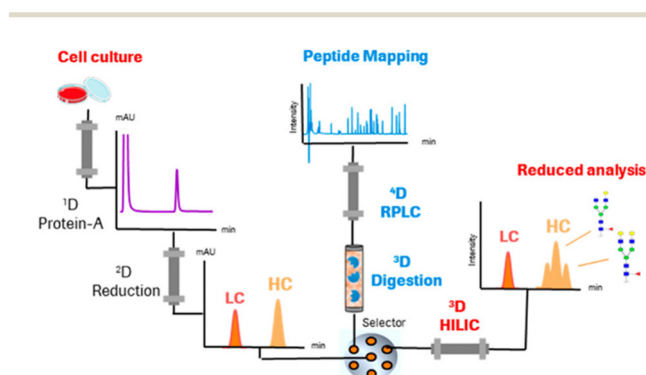 Cell culture
mAU
¹D
Protein-A
min
²D
Reduction
mAU
LC
HC
min
Peptide Mapping
Intensity
min
⁴D
RPLC
³D
Digestion
Selector
³D
HILIC
Reduced analysis
Intensity
LC
HC
min